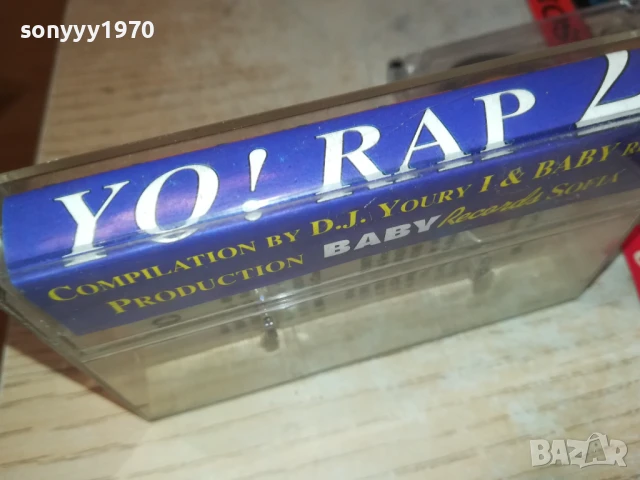 sonyyy1970
YO! RAP 2
COMPILATION BY D.J. YOURY I & BABY
PRODUCTION BABY Records SOFIA
BAZAR